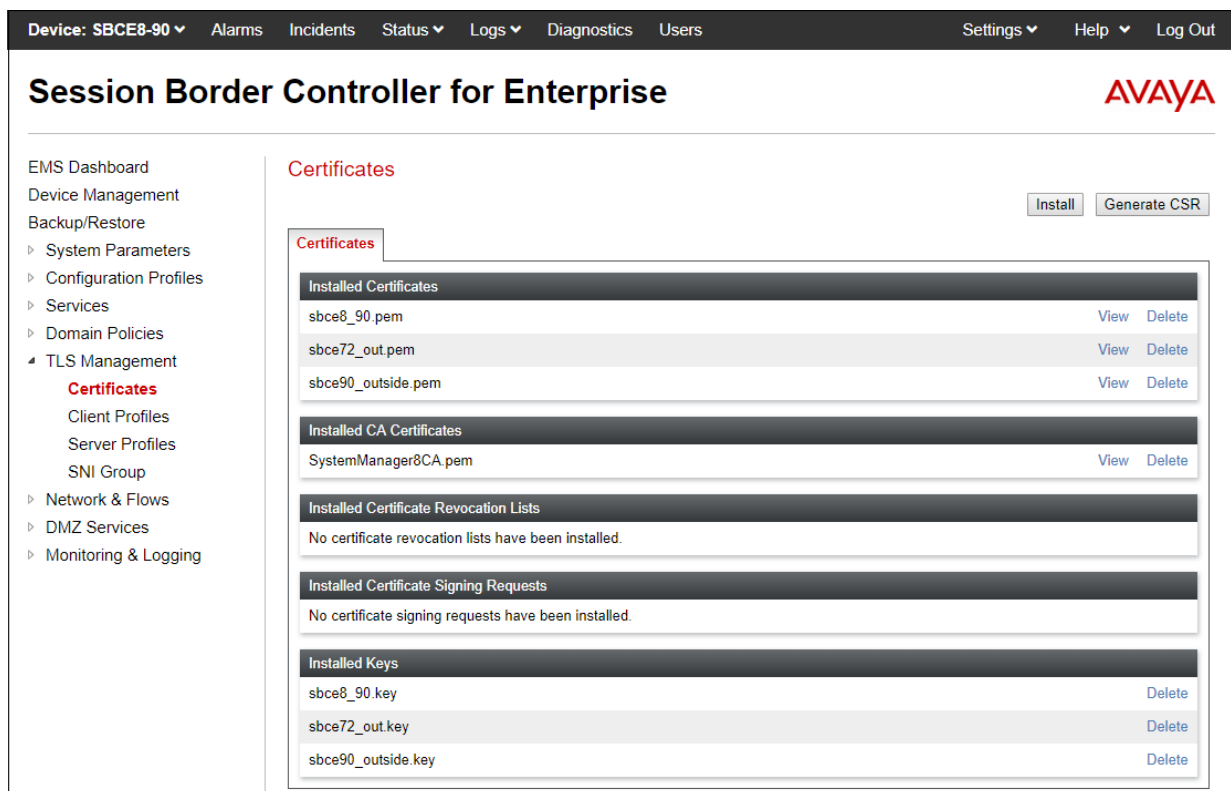 Device: SBCE8-90 Alarms Incidents Status Logs Diagnostics Users Settings Help Log Out
Session Border Controller for Enterprise
AVAYA
EMS Dashboard
Device Management
Backup/Restore
System Parameters
Configuration Profiles
Services
Domain Policies
TLS Management
Certificates
Client Profiles
Server Profiles
SNI Group
Network & Flows
DMZ Services
Monitoring & Logging
Certificates
Install Generate CSR
Certificates
Installed Certificates
sbce8_90.pem View Delete
sbce72_out.pem View Delete
sbce90_outside.pem View Delete
Installed CA Certificates
SystemManager8CA.pem View Delete
Installed Certificate Revocation Lists
No certificate revocation lists have been installed.
Installed Certificate Signing Requests
No certificate signing requests have been installed.
Installed Keys
sbce8_90.key Delete
sbce72_out.key Delete
sbce90_outside.key Delete